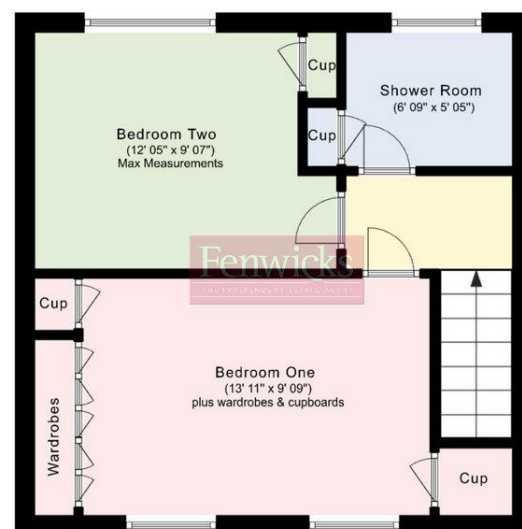 Cup
Shower Room
(6' 09" x 5' 05")
Cup
Bedroom Two
(12' 05" x 9' 07")
Max Measurements
Fenwicks
THE INDEPENDENT ESTATE AGENT
Cup
Bedroom One
(13' 11" x 9' 09")
plus wardrobes & cupboards
Wardrobes
Cup